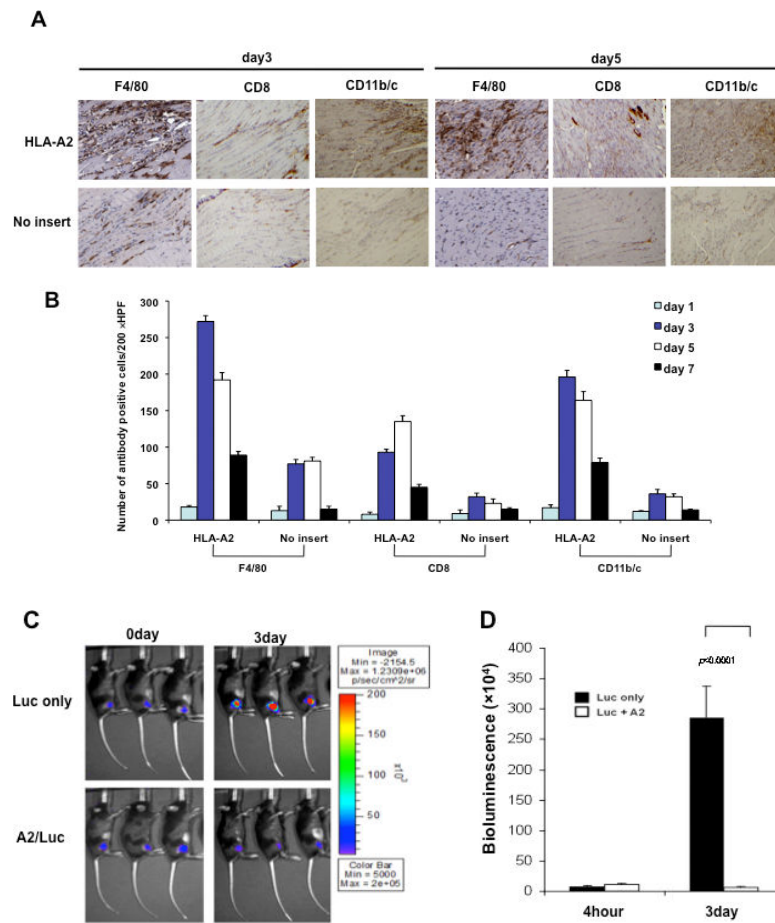 A
day3 day5
F4/80 CD8 CD11b/c F4/80 CD8 CD11b/c
HLA-A2
No insert
B
Number of antibody positive cells/200 ×HPF
300
250
200
150
100
50
0
day 1
day 3
day 5
day 7
HLA-A2 No insert HLA-A2 No insert HLA-A2 No insert
F4/80 CD8 CD11b/c
C
0day 3day
Luc only
A2/Luc
Image
Min = -2154.5
Max = 1.2309e+06
p/sec/cm^2/sr
200
150
100
50
x10^3
Color Bar
Min = 5000
Max = 2e+05
D
Bioluminescence (×10⁴)
400
350
300
250
200
150
100
50
0
p<0.0001
Luc only
Luc + A2
4hour 3day